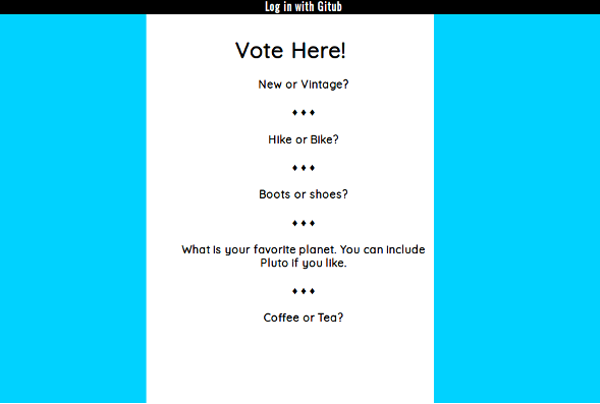 Log in with Gitub
Vote Here!
New or Vintage?
♦ ♦ ♦
Hike or Bike?
♦ ♦ ♦
Boots or shoes?
♦ ♦ ♦
What is your favorite planet. You can include
Pluto if you like.
♦ ♦ ♦
Coffee or Tea?